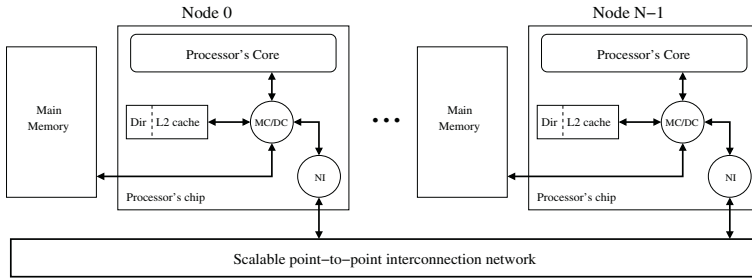 Node 0
Node N−1
Processor's Core
Main
Memory
Dir
L2 cache
MC/DC
NI
Processor's chip
Processor's Core
Main
Memory
Dir
L2 cache
MC/DC
NI
Processor's chip
Scalable point−to−point interconnection network